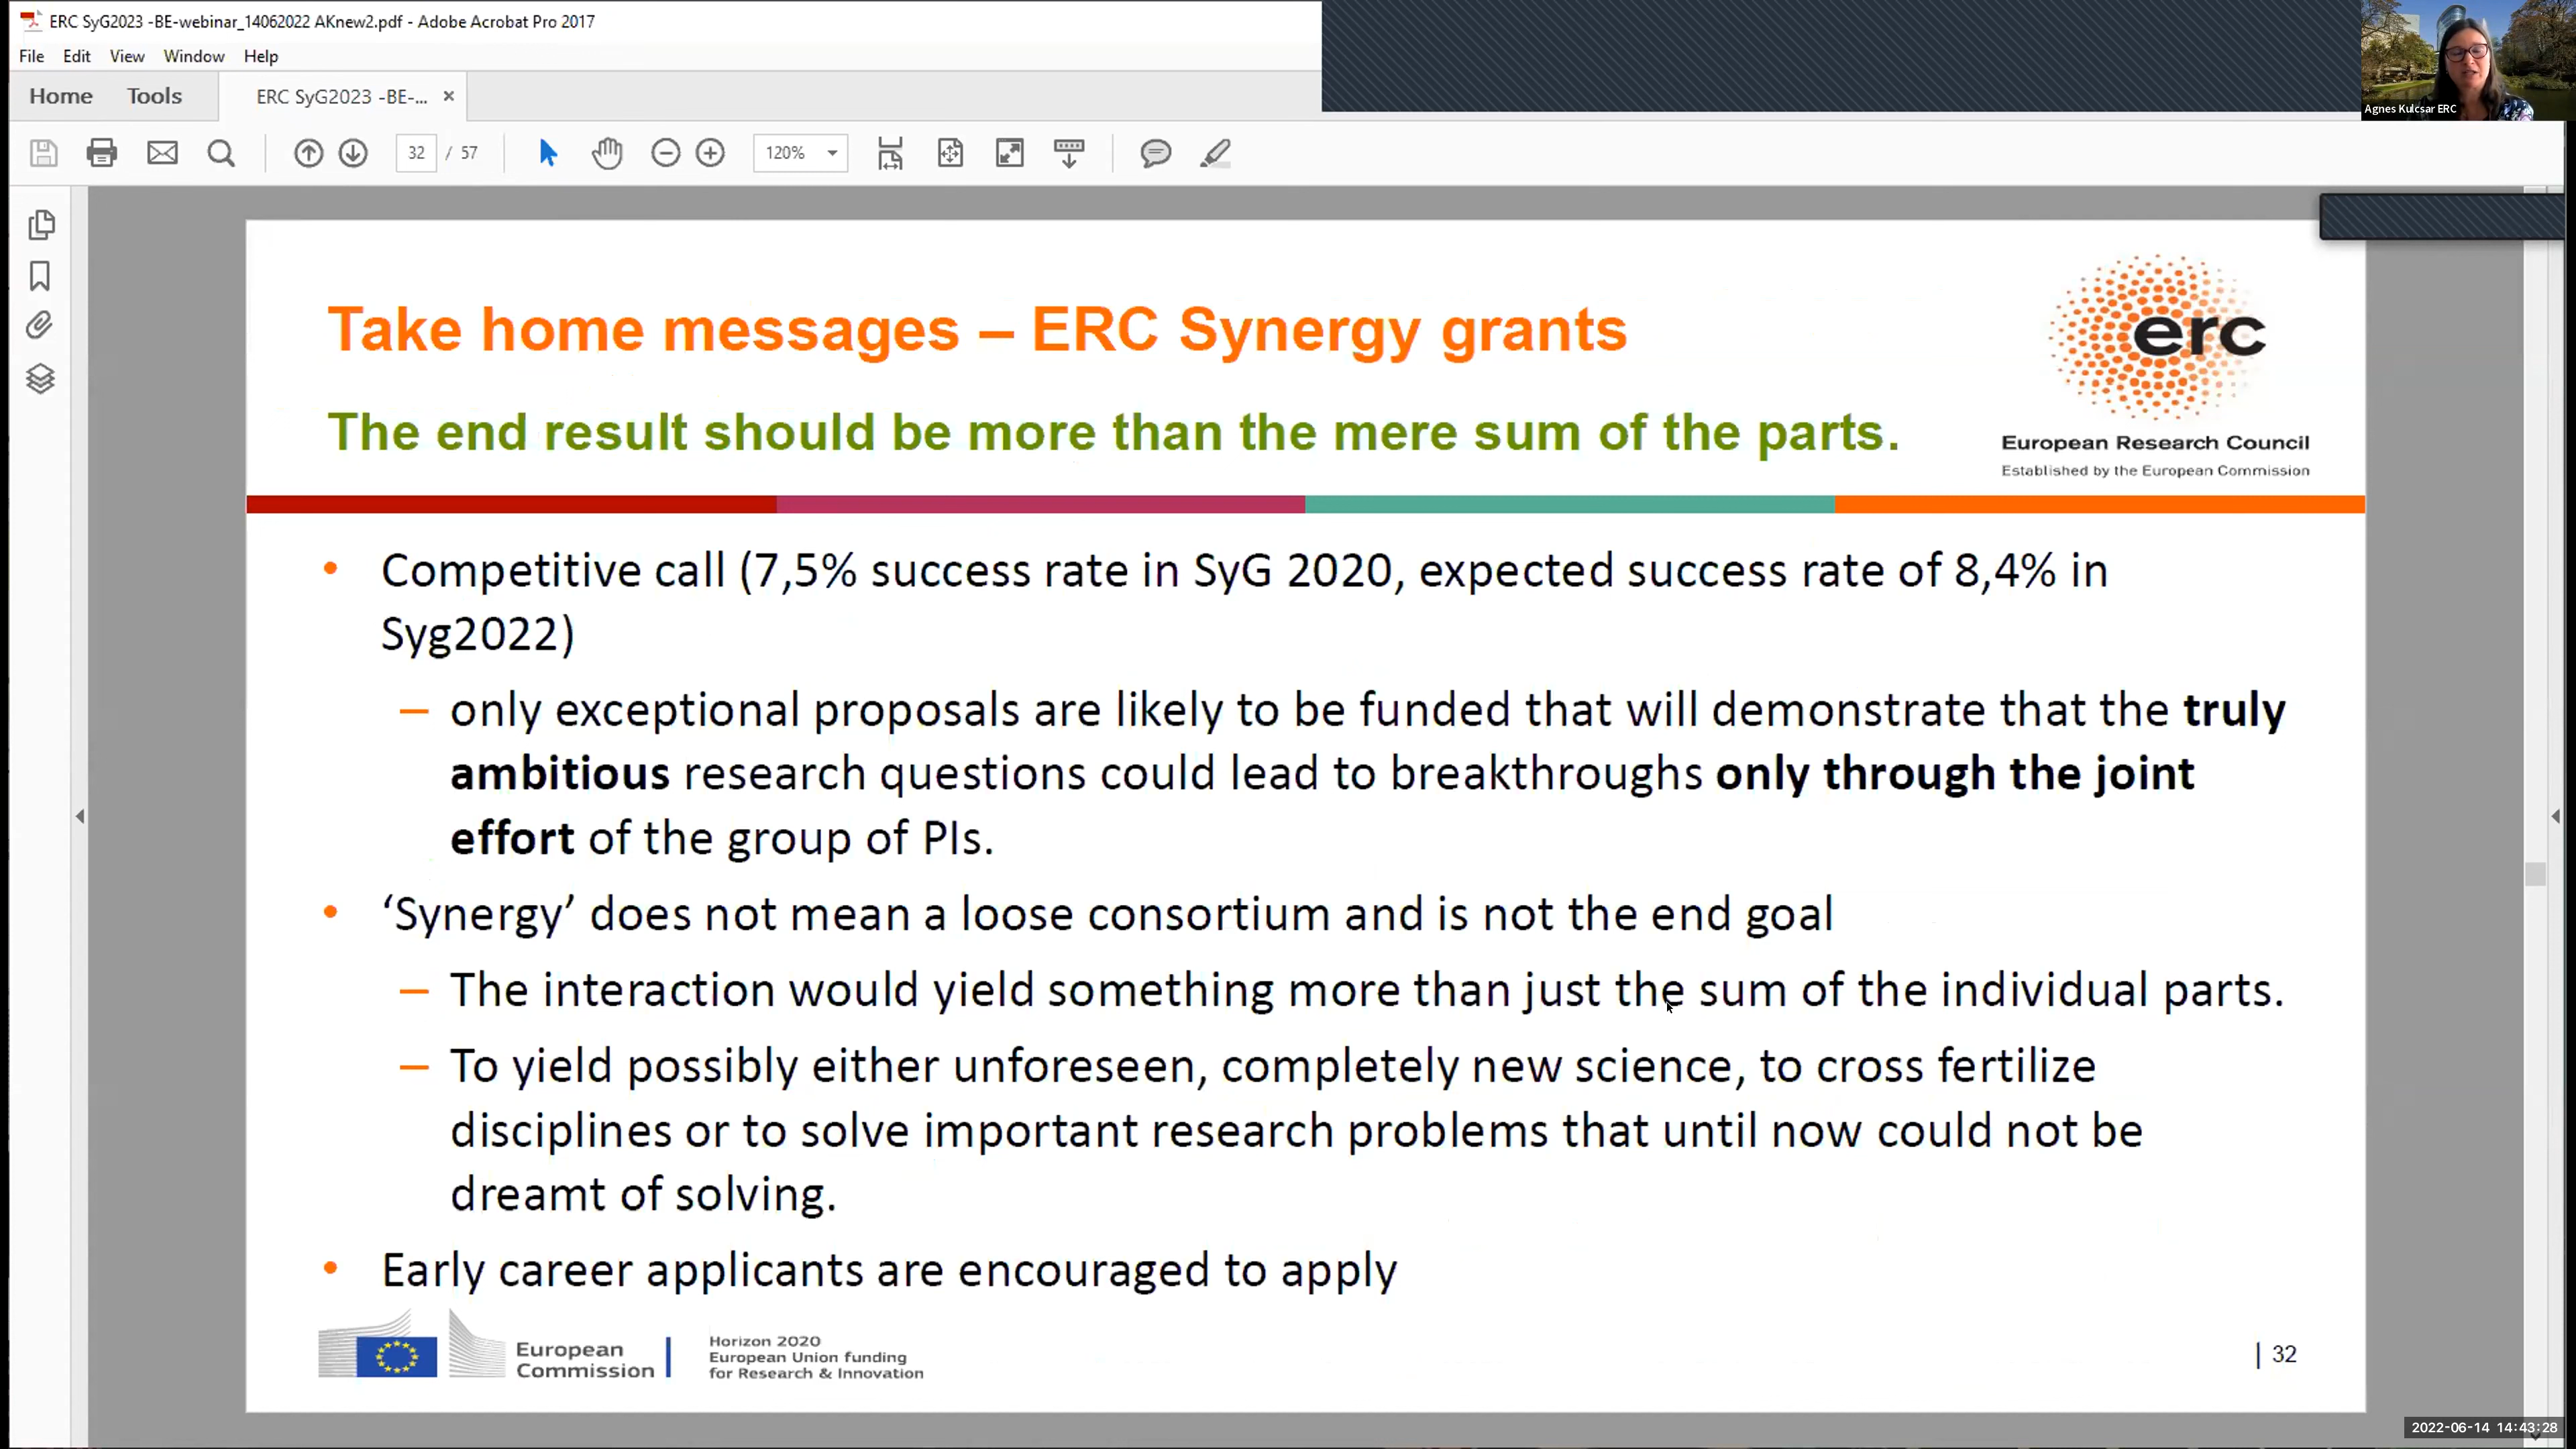 ERC SyG2023 -BE-webinar_14062022 AKnew2.pdf - Adobe Acrobat Pro 2017
File Edit View Window Help
Home Tools ERC SyG2023 -BE-... ×
32 / 57 120%
Agnes Kulcsar ERC
Take home messages – ERC Synergy grants
The end result should be more than the mere sum of the parts.
erc
European Research Council
Established by the European Commission
• Competitive call (7,5% success rate in SyG 2020, expected success rate of 8,4% in
Syg2022)
– only exceptional proposals are likely to be funded that will demonstrate that the truly
ambitious research questions could lead to breakthroughs only through the joint
effort of the group of PIs.
• ‘Synergy’ does not mean a loose consortium and is not the end goal
– The interaction would yield something more than just the sum of the individual parts.
– To yield possibly either unforeseen, completely new science, to cross fertilize
disciplines or to solve important research problems that until now could not be
dreamt of solving.
• Early career applicants are encouraged to apply
European
Commission
Horizon 2020
European Union funding
for Research & Innovation
| 32
2022-06-14 14:43:28